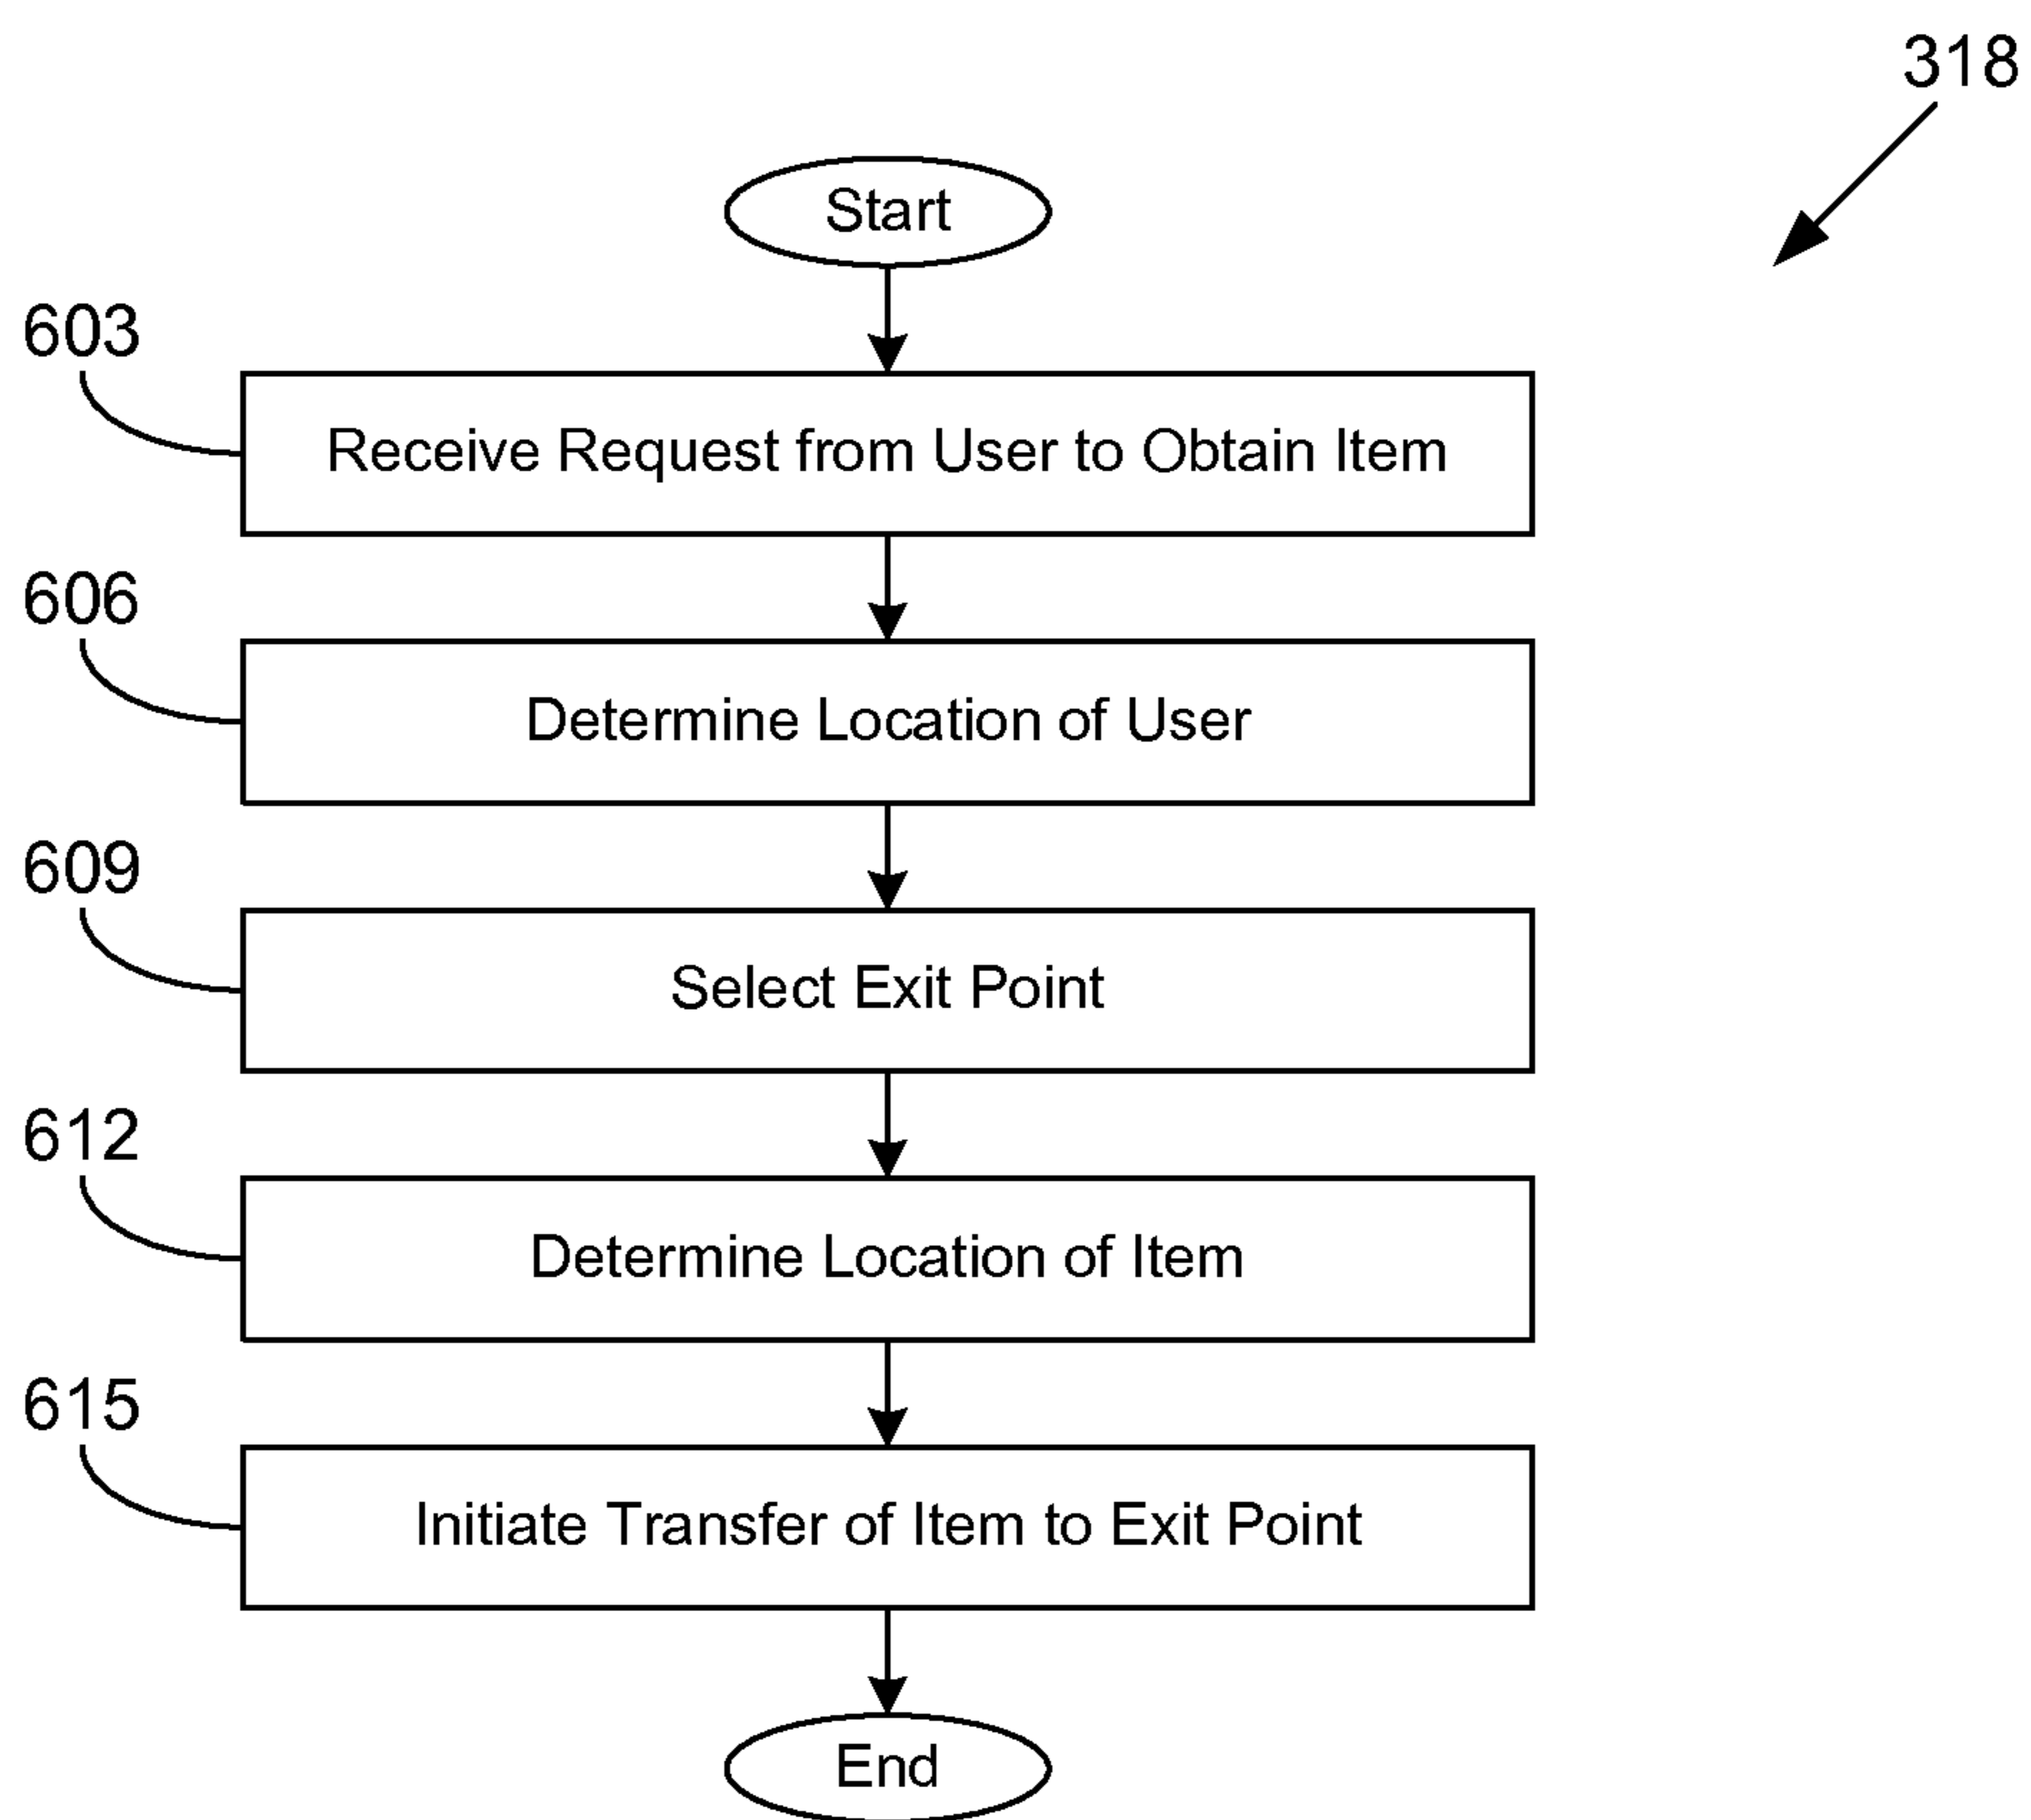 318
Start
603
Receive Request from User to Obtain Item
606
Determine Location of User
609
Select Exit Point
612
Determine Location of Item
615
Initiate Transfer of Item to Exit Point
End